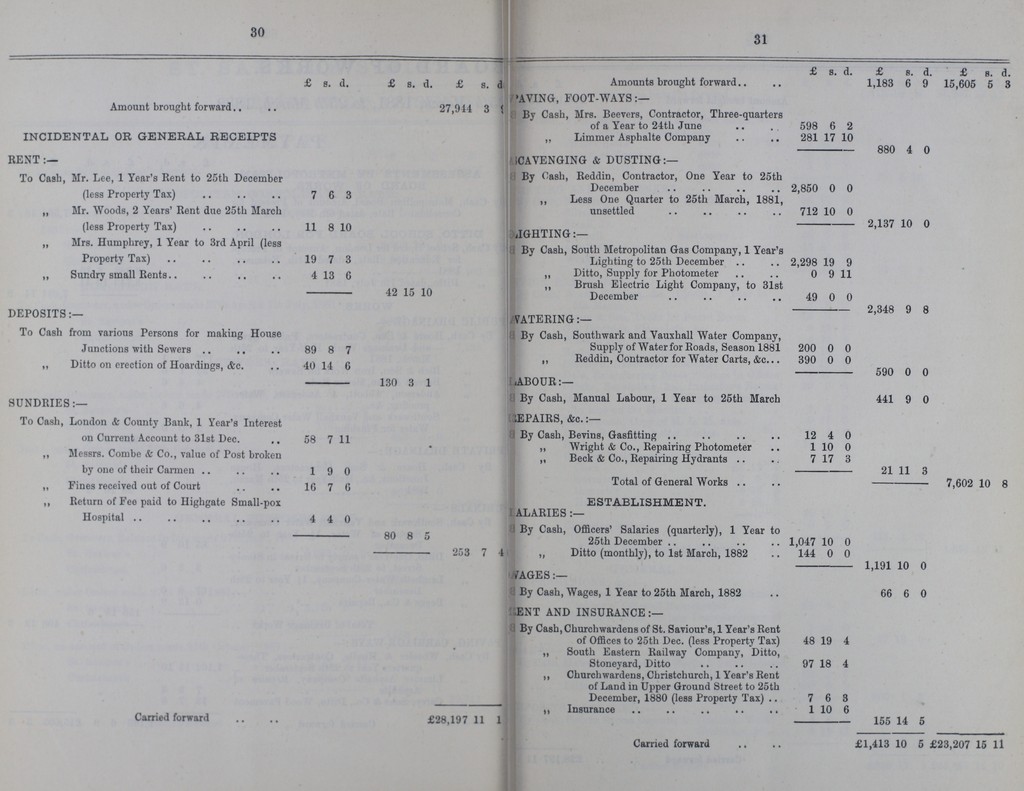 30
£ s. d. £ s. d. £ s. d
Amount brought forward.. .. 27,944 3
INCIDENTAL OR GENERAL RECEIPTS
RENT:—
To Cash, Mr. Lee, 1 Year's Rent to 25th December
(less Property Tax) .. .. .. 7 6 3
„ Mr. Woods, 2 Years' Rent due 25th March
(less Property Tax) .. .. .. 11 8 10
„ Mrs. Humphrey, 1 Year to 3rd April (less
Property Tax) .. .. .. .. 19 7 3
„ Sundry small Rents.. .. .. .. 4 13 6
42 15 10
DEPOSITS:—
To Cash from various Persons for making House
Junctions with Sewers .. .. .. 89 8 7
„ Ditto on erection of Hoardings, &c. .. 40 14 6
130 3 1
SUNDRIES:—
To Cash, London & County Bank, 1 Year's Interest
on Current Account to 31st Dec. .. 58 7 11
„ Messrs. Combe & Co., value of Post broken
by one of their Carmen .. .. .. 1 9 0
„ Fines received out of Court .. .. 16 7 6
„ Return of Fee paid to Highgate Small-pox
Hospital .. .. .. .. .. 4 4 0
80 8 5
253 7 4
Carried forward .. .. £28,197 11 1
31
£ s. d. £ s. d. £ s. d.
Amounts brought forward.. .. 1,183 6 9 15,605 5 3
PAVING, FOOT-WAYS:—
By Cash, Mrs. Beevers, Contractor, Three-quarters
of a Year to 24th June .. .. 598 6 2
„ Limmer Asphalte Company .. .. 281 17 10
880 4 0
SCAVENGING & DUSTING:—
By Cash, Reddin, Contractor, One Year to 25th
December .. .. .. .. 2,850 0 0
„ Less One Quarter to 25th March, 1881,
unsettled .. .. .. .. 712 10 0
2,137 10 0
LIGHTING:—
By Cash, South Metropolitan Gas Company, 1 Year's
Lighting to 25th December .. .. 2,298 19 9
„ Ditto, Supply for Photometer .. .. 0 9 11
„ Brush Electric Light Company, to 31st
December .. .. .. .. 49 0 0
2,348 9 8
WATERING:—
By Cash, Southwark and Vauxhall Water Company,
Supply of Water for Roads, Season 1881 200 0 0
„ Reddin, Contractor for Water Carts, &c... 390 0 0
590 0 0
LABOUR:—
By Cash, Manual Labour, 1 Year to 25th March 441 9 0
REPAIRS, &c.:—
By Cash, Bevins, Gasfitting .. .. .. .. 12 4 0
„ Wright & Co., Repairing Photometer .. 1 10 0
„ Beck & Co., Repairing Hydrants .. .. 7 17 3
21 11 3
Total of General Works .. .. 7,602 10 8
ESTABLISHMENT.
SALARIES:—
By Cash, Officers' Salaries (quarterly), 1 Year to
25th December .. .. .. .. 1,047 10 0
„ Ditto (monthly), to 1st March, 1882 .. 144 0 0
1,191 10 0
WAGES:—
By Cash, Wages, 1 Year to 25th March, 1882 .. 66 6 0
RENT AND INSURANCE:—
By Cash, Churchwardens of St. Saviour's, 1 Year's Rent
of Offices to 25th Dec. (less Property Tax) 48 19 4
„ South Eastern Railway Company, Ditto,
Stoneyard, Ditto .. .. .. 97 18 4
„ Churchwardens, Christchurch, 1 Year's Rent
of Land in Upper Ground Street to 25th
December, 1880 (less Property Tax) .. 7 6 3
„ Insurance .. .. .. .. .. 1 10 6
155 14 5
Carried forward .. .. £1,413 10 5 £23,207 15 11